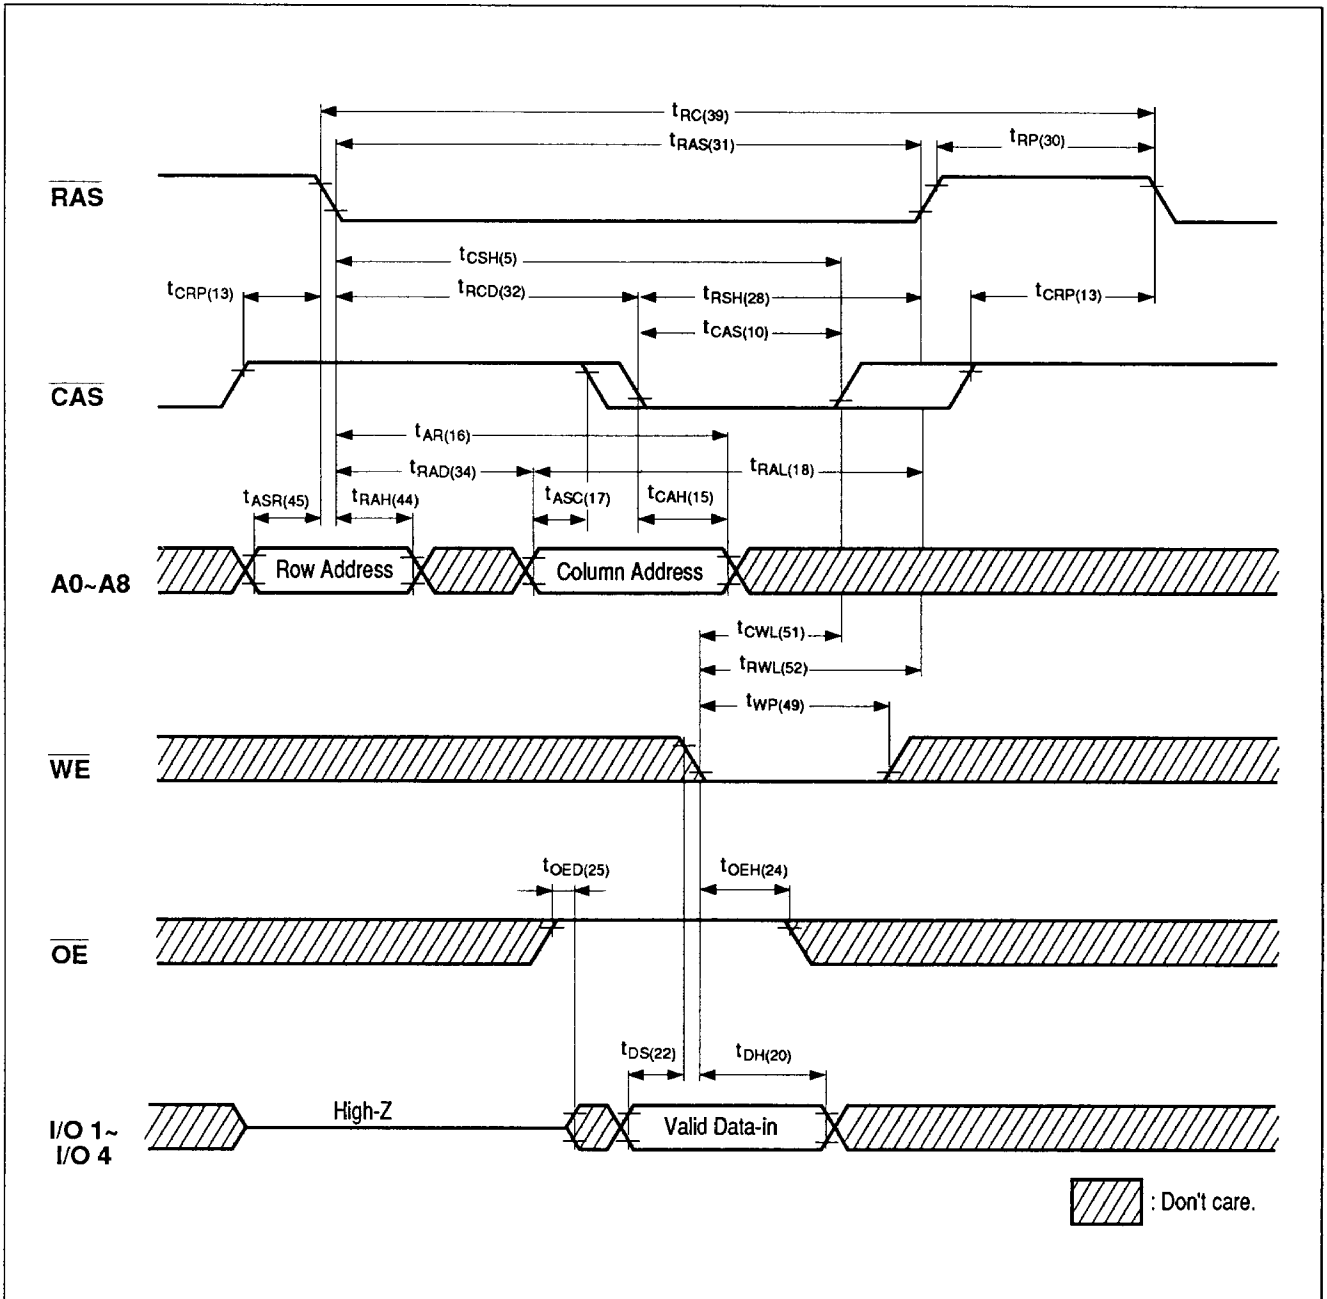 tRC(39)
tRAS(31)
tRP(30)
RAS
tCSH(5)
tCRP(13)
tRCD(32)
tRSH(28)
tCRP(13)
tCAS(10)
CAS
tAR(16)
tRAD(34)
tRAL(18)
tASR(45)
tRAH(44)
tASC(17)
tCAH(15)
A0~A8
Row Address
Column Address
tCWL(51)
tRWL(52)
tWP(49)
WE
tOED(25)
tOEH(24)
OE
tDS(22)
tDH(20)
I/O 1~
I/O 4
High-Z
Valid Data-in
: Don't care.